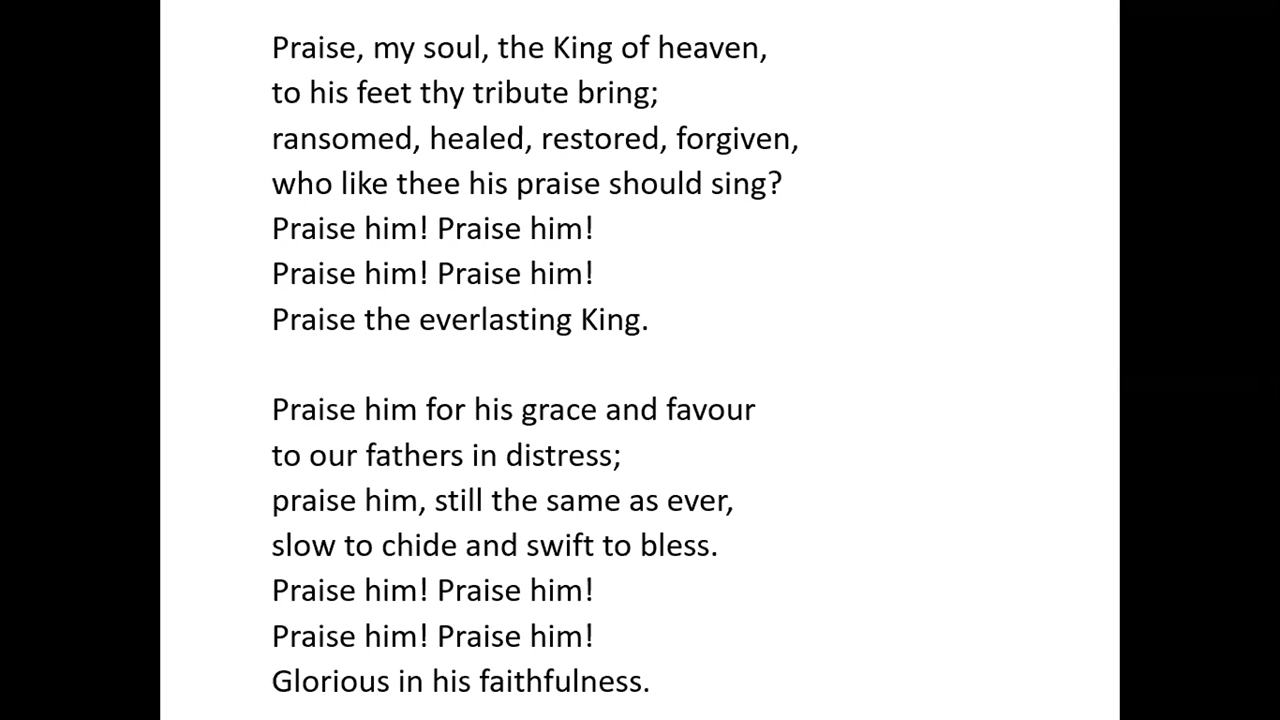 Praise, my soul, the King of heaven,
to his feet thy tribute bring;
ransomed, healed, restored, forgiven,
who like thee his praise should sing?
Praise him! Praise him!
Praise him! Praise him!
Praise the everlasting King.

Praise him for his grace and favour
to our fathers in distress;
praise him, still the same as ever,
slow to chide and swift to bless.
Praise him! Praise him!
Praise him! Praise him!
Glorious in his faithfulness.